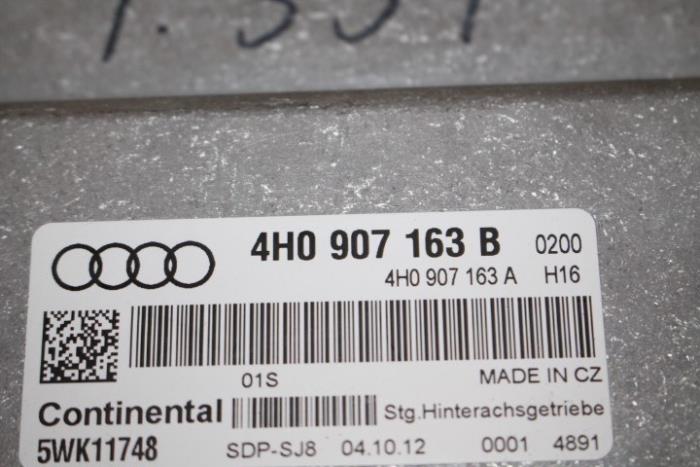 4H0 907 163 B 0200
4H0 907 163 A H16
01S MADE IN CZ
Continental Stg.Hinterachsgetriebe
5WK11748 SDP-SJ8 04.10.12 0001 4891